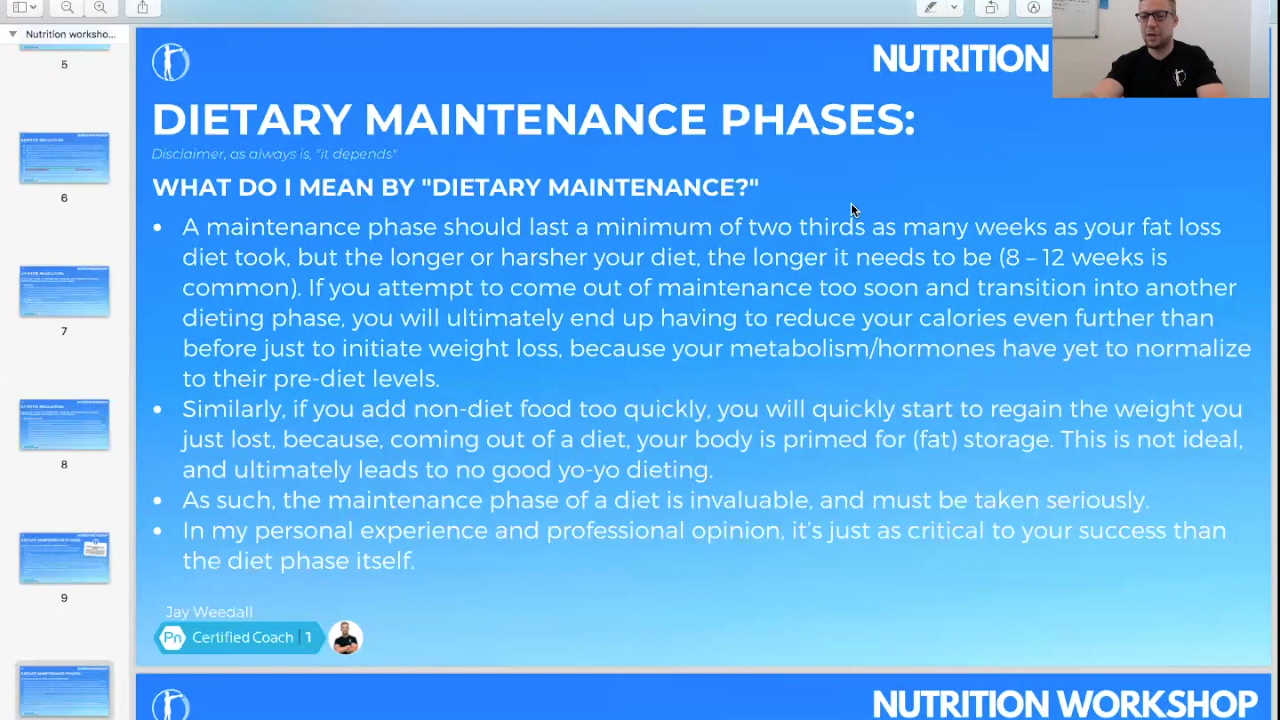 Nutrition worksho...
5
6
7
8
9
NUTRITION
DIETARY MAINTENANCE PHASES:
Disclaimer, as always is, "it depends"
WHAT DO I MEAN BY "DIETARY MAINTENANCE?"
• A maintenance phase should last a minimum of two thirds as many weeks as your fat loss
diet took, but the longer or harsher your diet, the longer it needs to be (8 – 12 weeks is
common). If you attempt to come out of maintenance too soon and transition into another
dieting phase, you will ultimately end up having to reduce your calories even further than
before just to initiate weight loss, because your metabolism/hormones have yet to normalize
to their pre-diet levels.
• Similarly, if you add non-diet food too quickly, you will quickly start to regain the weight you
just lost, because, coming out of a diet, your body is primed for (fat) storage. This is not ideal,
and ultimately leads to no good yo-yo dieting.
• As such, the maintenance phase of a diet is invaluable, and must be taken seriously.
• In my personal experience and professional opinion, it's just as critical to your success than
the diet phase itself.
Jay Weedall
Pn Certified Coach | 1
NUTRITION WORKSHOP